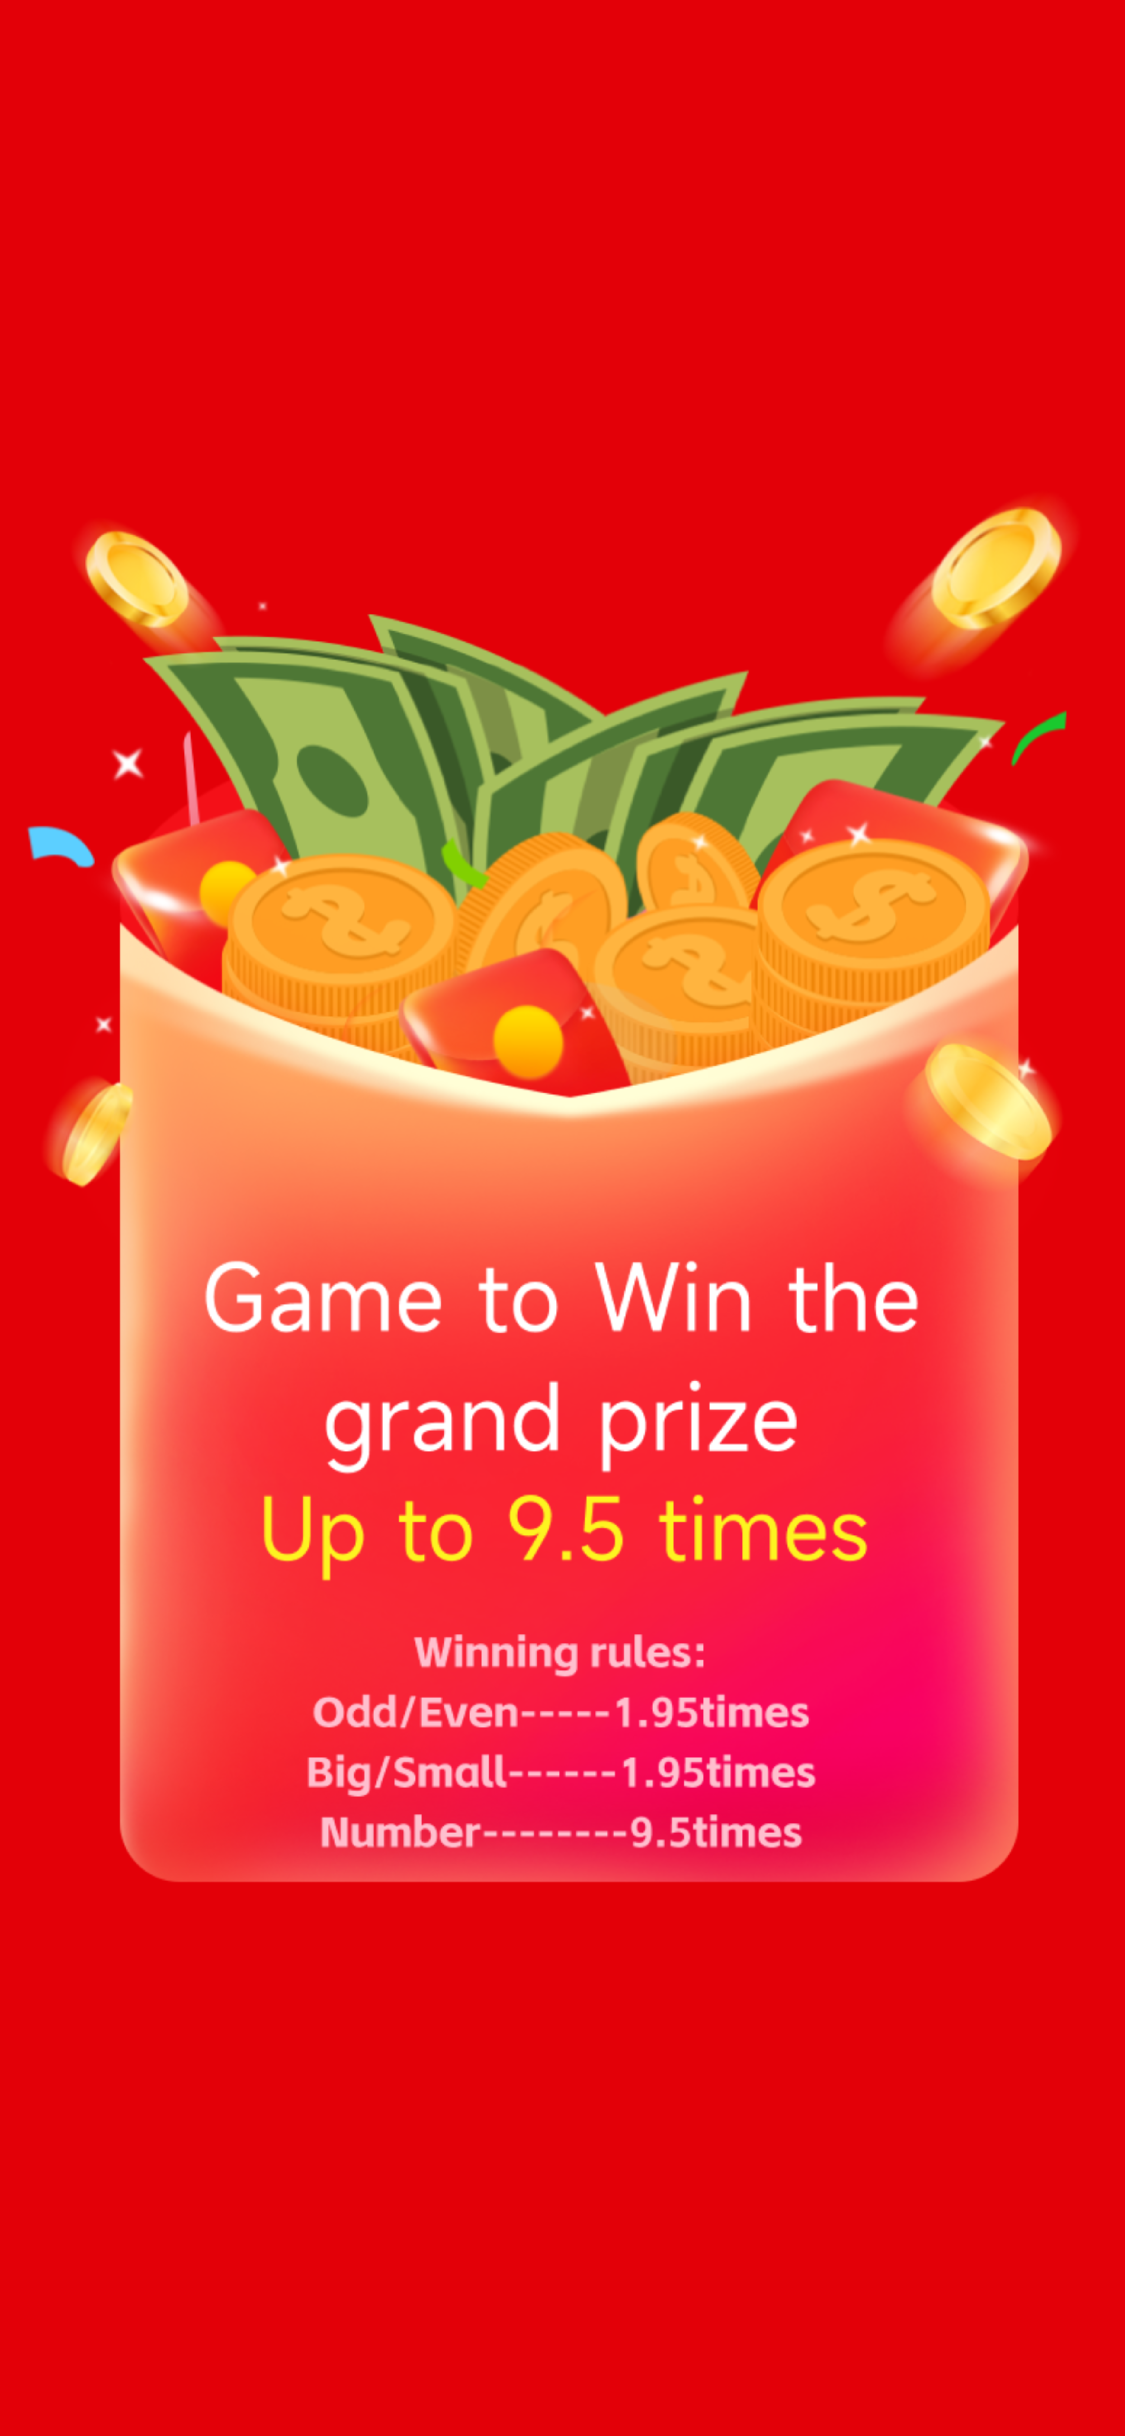 Game to Win the
grand prize
Up to 9.5 times
Winning rules:
Odd/Even-----1.95times
Big/Small------1.95times
Number--------9.5times